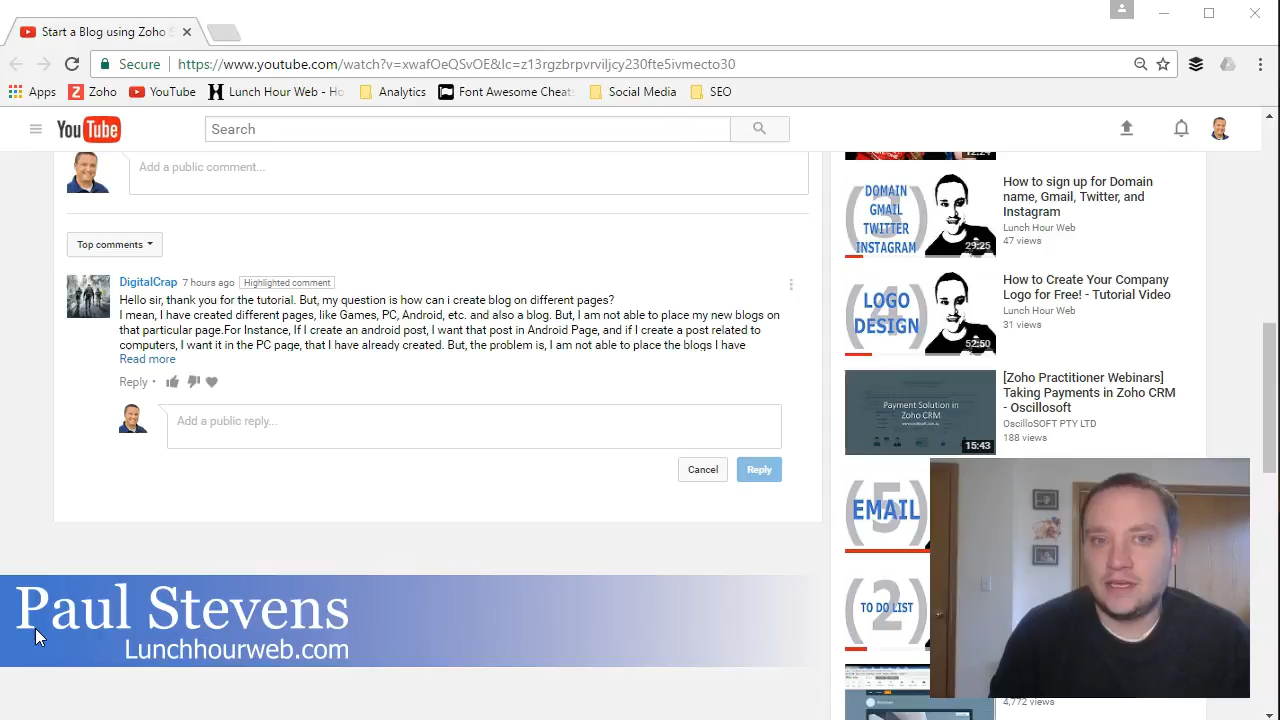 Start a Blog using Zoho S
Secure
https://www.youtube.com/watch?v=xwafOeQSvOE&lc=z13rgzbrpvrviljcy230fte5ivmecto30
Apps
Zoho
YouTube
Lunch Hour Web - Ho
Analytics
Font Awesome Cheats
Social Media
SEO
YouTube
Search
Add a public comment...
Top comments
DigitalCrap 7 hours ago Highlighted comment
Hello sir, thank you for the tutorial. But, my question is how can i create blog on different pages?
I mean, I have created different pages, like Games, PC, Android, etc. and also a blog. But, I am not able to place my new blogs on
that particular pages. For Instance, If I create an android post, I want that post in Android Page, and if I create a page related to
computer, I want it in the PC Page that I have already created. But, the problem is, I am not able to place the blogs I have
Read more
Reply
Add a public reply...
Cancel
Reply
12:24
DOMAIN
GMAIL
TWITTER
INSTAGRAM
(3)
29:25
How to sign up for Domain
name, Gmail, Twitter, and
Instagram
Lunch Hour Web
47 views
(4)
LOGO
DESIGN
52:50
How to Create Your Company
Logo for Free! - Tutorial Video
Lunch Hour Web
31 views
Payment Solution in
Zoho CRM
15:43
[Zoho Practitioner Webinars]
Taking Payments in Zoho CRM
- Oscillosoft
OscilloSOFT PTY LTD
188 views
(5)
EMAIL
(2)
TO DO LIST
4,772 views
Paul Stevens
Lunchhourweb.com